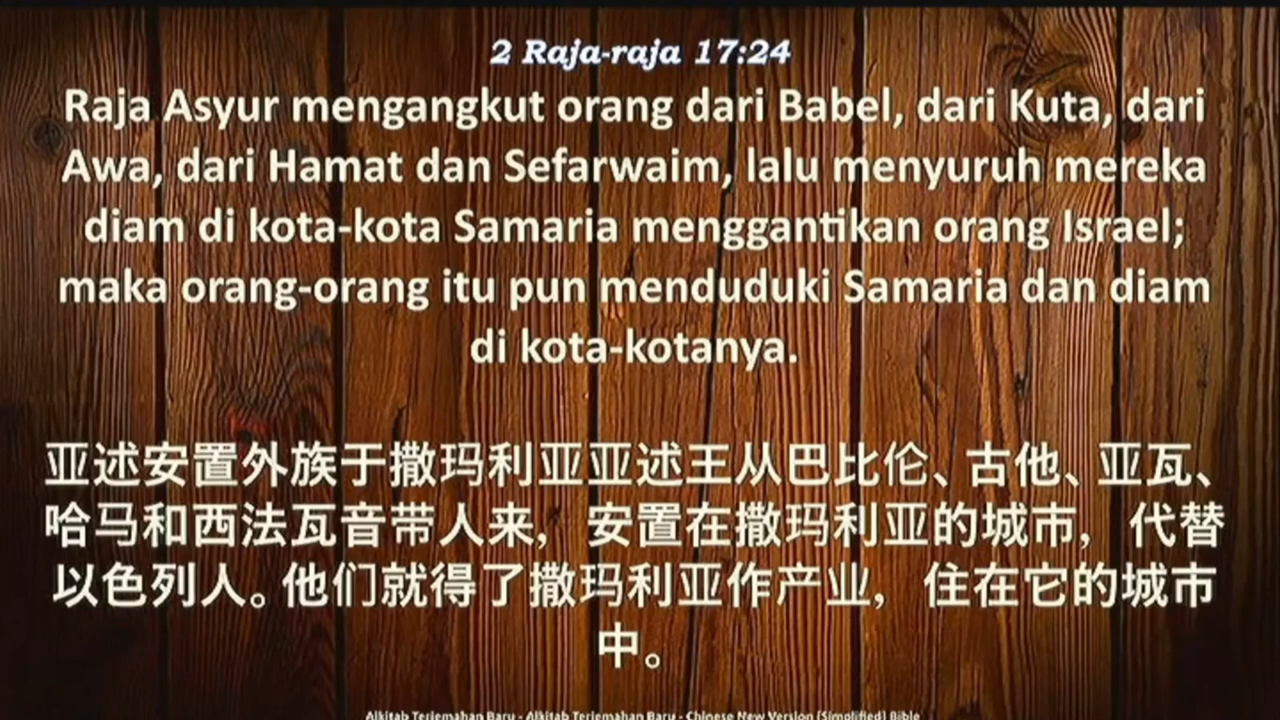 2 Raja-raja 17:24
Raja Asyur mengangkut orang dari Babel, dari Kuta, dari
Awa, dari Hamat dan Sefarwaim, lalu menyuruh mereka
diam di kota-kota Samaria menggantikan orang Israel;
maka orang-orang itu pun menduduki Samaria dan diam
di kota-kotanya.
亚述安置外族于撒玛利亚亚述王从巴比伦、古他、亚瓦、
哈马和西法瓦音带人来，安置在撒玛利亚的城市，代替
以色列人。他们就得了撒玛利亚作产业，住在它的城市
中。
Alkitab Terjemahan Baru - Alkitab Terjemahan Baru - Chinese New Version (Simplified) Bible